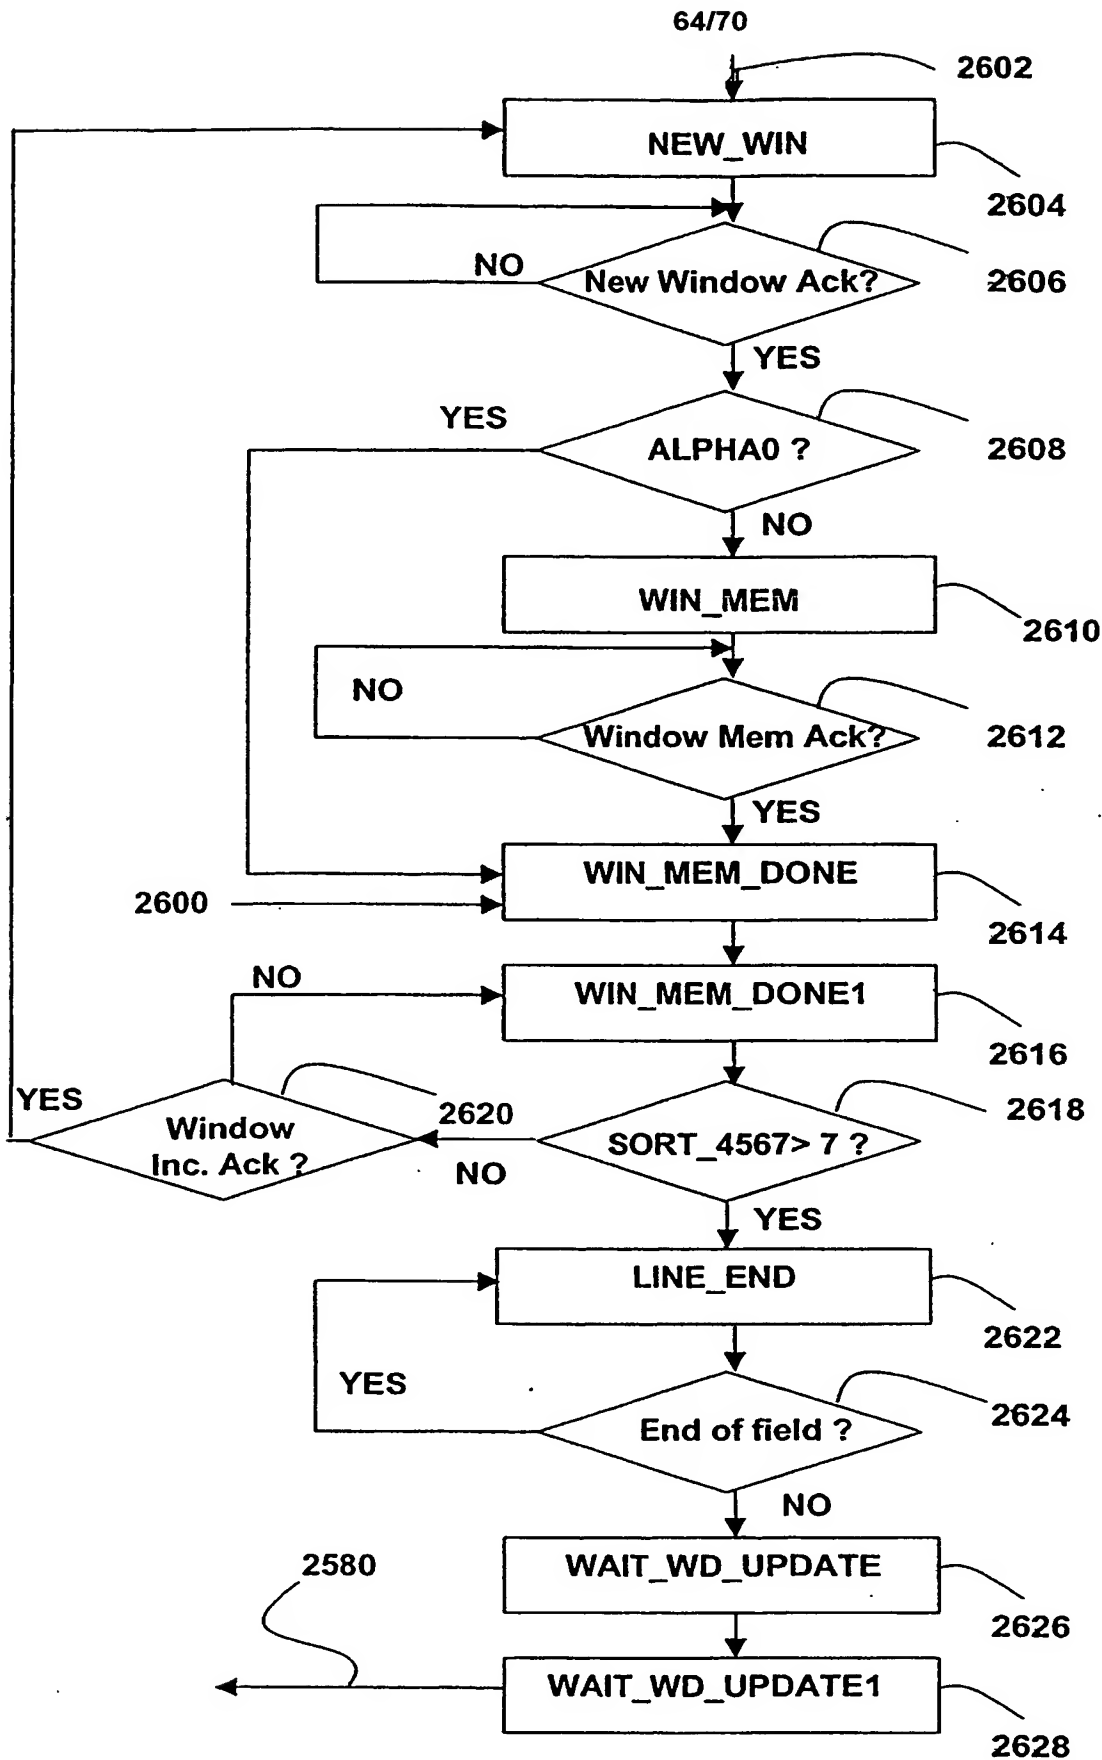 64/70
2602
NEW_WIN
2604
NO
New Window Ack?
2606
YES
YES
ALPHA0 ?
2608
NO
WIN_MEM
2610
NO
Window Mem Ack?
2612
YES
WIN_MEM_DONE
2600
2614
NO
WIN_MEM_DONE1
2616
YES
2620
2618
Window
Inc. Ack ?
SORT_4567> 7 ?
NO
YES
LINE_END
2622
YES
2624
End of field ?
NO
2580
WAIT_WD_UPDATE
2626
WAIT_WD_UPDATE1
2628